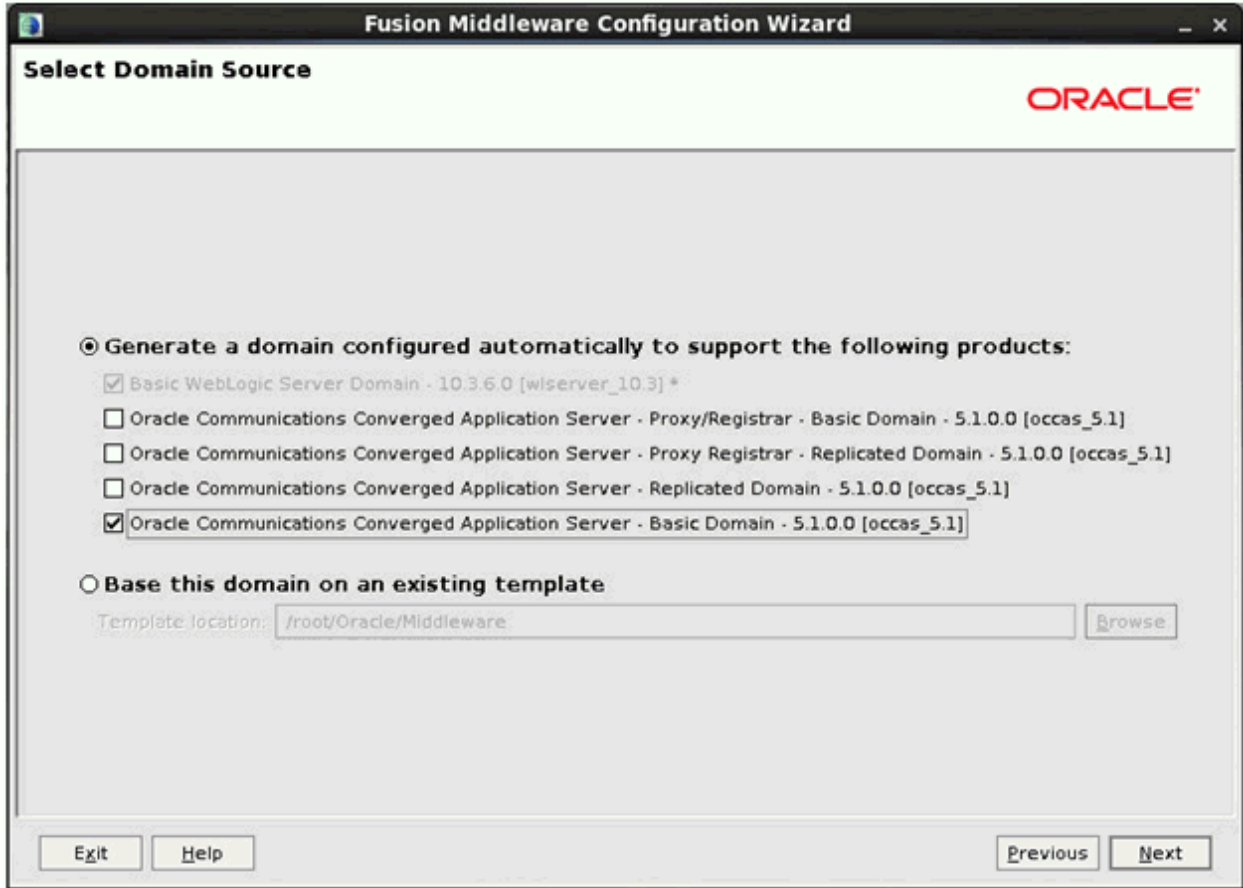 Fusion Middleware Configuration Wizard
Select Domain Source
ORACLE
Generate a domain configured automatically to support the following products:
Basic WebLogic Server Domain - 10.3.6.0 [wlserver_10.3] *
Oracle Communications Converged Application Server - Proxy/Registrar - Basic Domain - 5.1.0.0 [occas_5.1]
Oracle Communications Converged Application Server - Proxy Registrar - Replicated Domain - 5.1.0.0 [occas_5.1]
Oracle Communications Converged Application Server - Replicated Domain - 5.1.0.0 [occas_5.1]
Oracle Communications Converged Application Server - Basic Domain - 5.1.0.0 [occas_5.1]
Base this domain on an existing template
Template location: /root/Oracle/Middleware Browse
Exit Help Previous Next